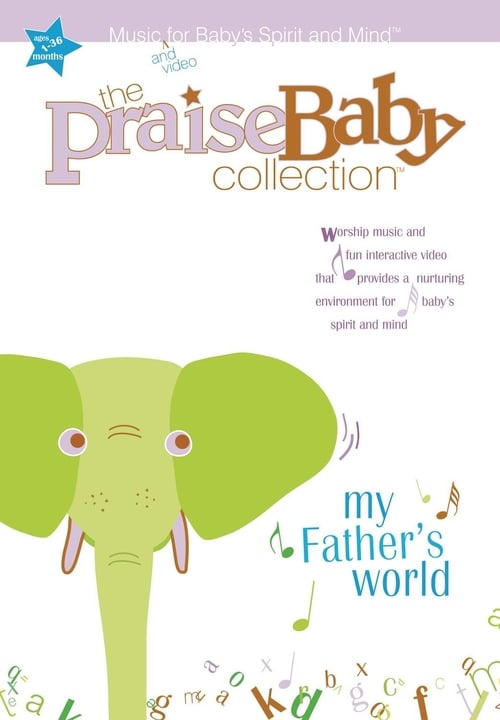 Music for Baby's Spirit and Mind™
and
video
ages
1-36
months
the
praiseBaby
collection™
Worship music and
fun interactive video
that provides a nurturing
environment for baby's
spirit and mind
my
Father's
world